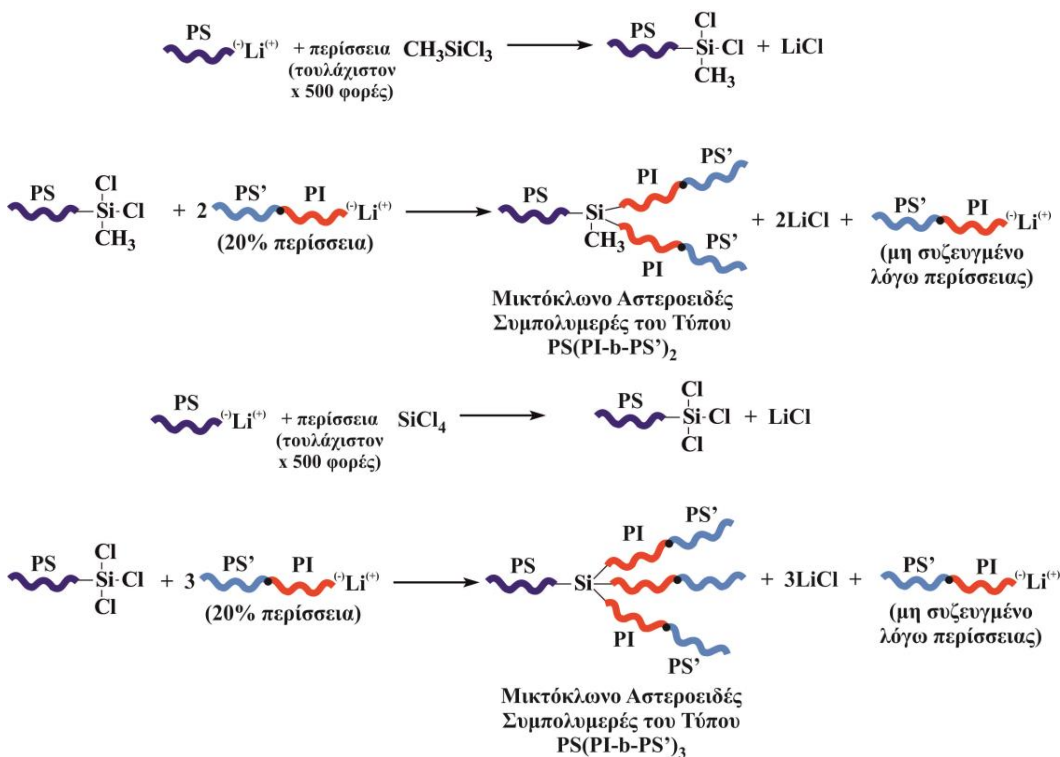 PS
(-)Li(+) + περίσσεια CH3SiCl3
(τουλάχιστον
x 500 φορές)
PS Cl
Si-Cl + LiCl
CH3
PS Cl
Si-Cl
CH3
+ 2 PS’ PI (-)Li(+)
(20% περίσσεια)
PS Si
CH3
PI PS’
PI PS’
+ 2LiCl + PS’ PI (-)Li(+)
(μη συζευγμένο
λόγω περίσσειας)
Μικτόκλωνο Αστεροειδές
Συμπολυμερές του Τύπου
PS(PI-b-PS’)2
PS
(-)Li(+) + περίσσεια SiCl4
(τουλάχιστον
x 500 φορές)
PS Cl
Si-Cl + LiCl
Cl
PS Cl
Si-Cl
Cl
+ 3 PS’ PI (-)Li(+)
(20% περίσσεια)
PS Si
PI PS’
PI PS’
+ 3LiCl + PS’ PI (-)Li(+)
(μη συζευγμένο
λόγω περίσσειας)
Μικτόκλωνο Αστεροειδές
Συμπολυμερές του Τύπου
PS(PI-b-PS’)3